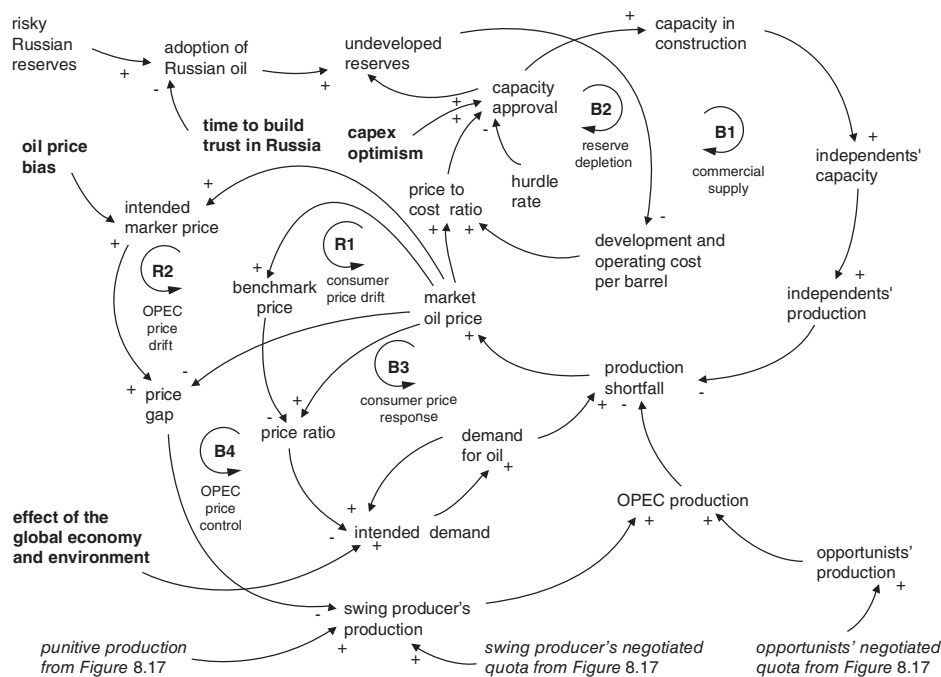 risky
Russian
reserves
+
adoption of
Russian oil
-
+
undeveloped
reserves
+
capacity in
construction
capacity
approval
+
+
-
B2
reserve
depletion
B1
commercial
supply
+
independents'
capacity
time to build
trust in Russia
capex
optimism
oil price
bias
+
intended
marker price
+
price to
cost ratio
+ +
hurdle
rate
-
development and
operating cost
per barrel
R2
OPEC
price
drift
R1
consumer
price drift
+
benchmark
price
market
oil price
+
+
independents'
production
B3
consumer price
response
production
shortfall
+ -
-
-
+
price
gap
-
+
price ratio
B4
OPEC
price
control
demand
for oil
+
OPEC production
+ +
effect of the
global economy
and environment
+
-
+
intended demand
opportunists'
production
+
-
swing producer's
production
+
+
punitive production
from Figure 8.17
swing producer's negotiated
quota from Figure 8.17
opportunists' negotiated
quota from Figure 8.17